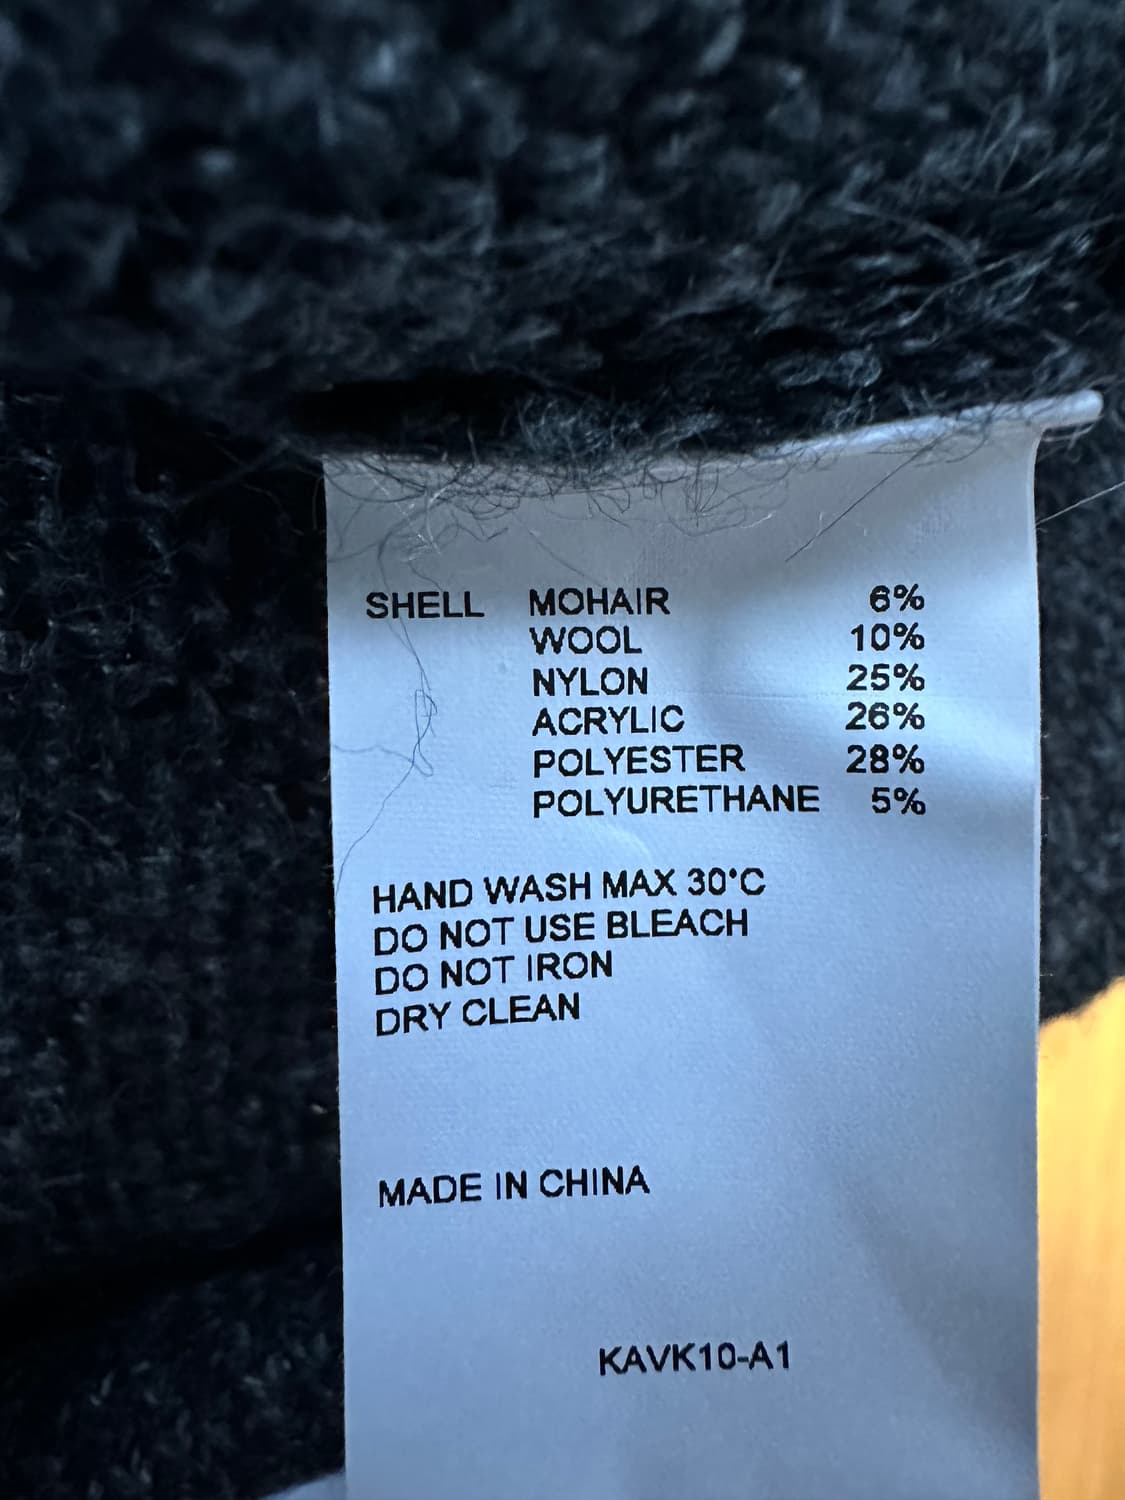 SHELL MOHAIR 6%
WOOL 10%
NYLON 25%
ACRYLIC 26%
POLYESTER 28%
POLYURETHANE 5%
HAND WASH MAX 30°C
DO NOT USE BLEACH
DO NOT IRON
DRY CLEAN
MADE IN CHINA
KAVK10-A1